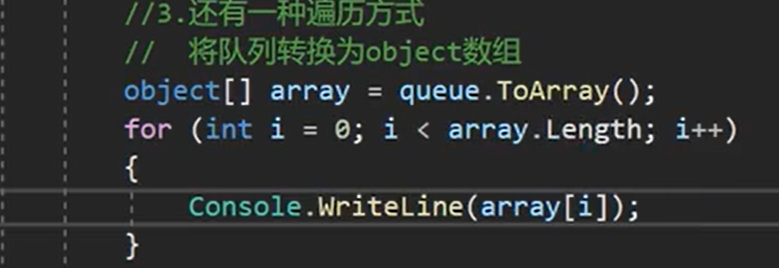 //3.还有一种遍历方式
//  将队列转换为object数组
object[] array = queue.ToArray();
for (int i = 0; i < array.Length; i++)
{
    Console.WriteLine(array[i]);
}